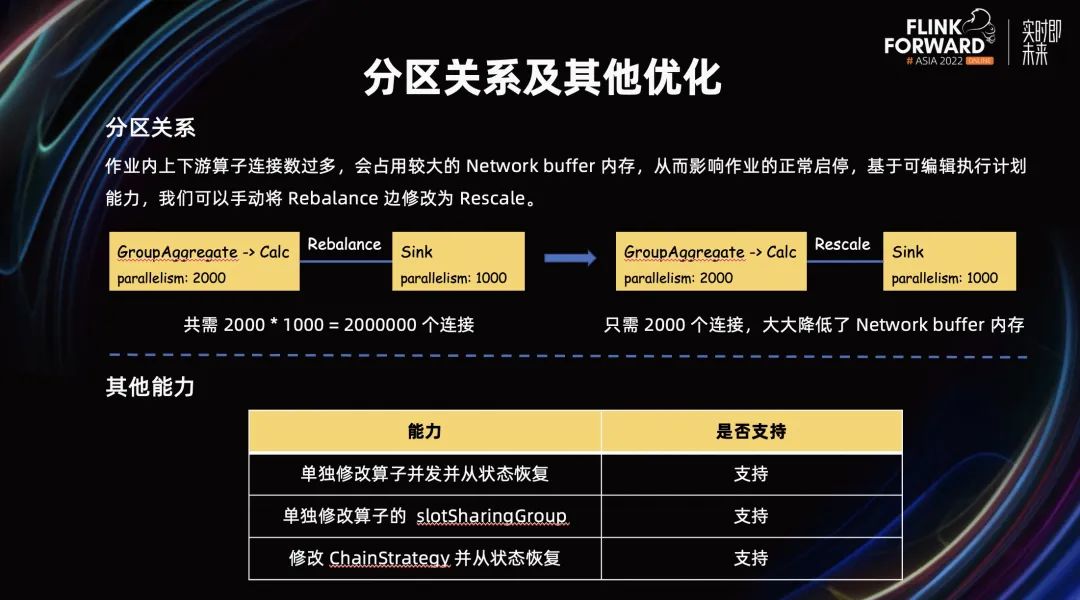 FLINK
FORWARD
# ASIA 2022 ONLINE
实时即
未来
分区关系及其他优化
分区关系
作业内上下游算子连接数过多，会占用较大的 Network buffer 内存，从而影响作业的正常启停，基于可编辑执行计划
能力，我们可以手动将 Rebalance 边修改为 Rescale。
GroupAggregate -> Calc
parallelism: 2000
Rebalance
Sink
parallelism: 1000
GroupAggregate -> Calc
parallelism: 2000
Rescale
Sink
parallelism: 1000
共需 2000 * 1000 = 2000000 个连接
只需 2000 个连接，大大降低了 Network buffer 内存
其他能力
能力
是否支持
单独修改算子并发并从状态恢复
支持
单独修改算子的 slotSharingGroup
支持
修改 ChainStrategy 并从状态恢复
支持